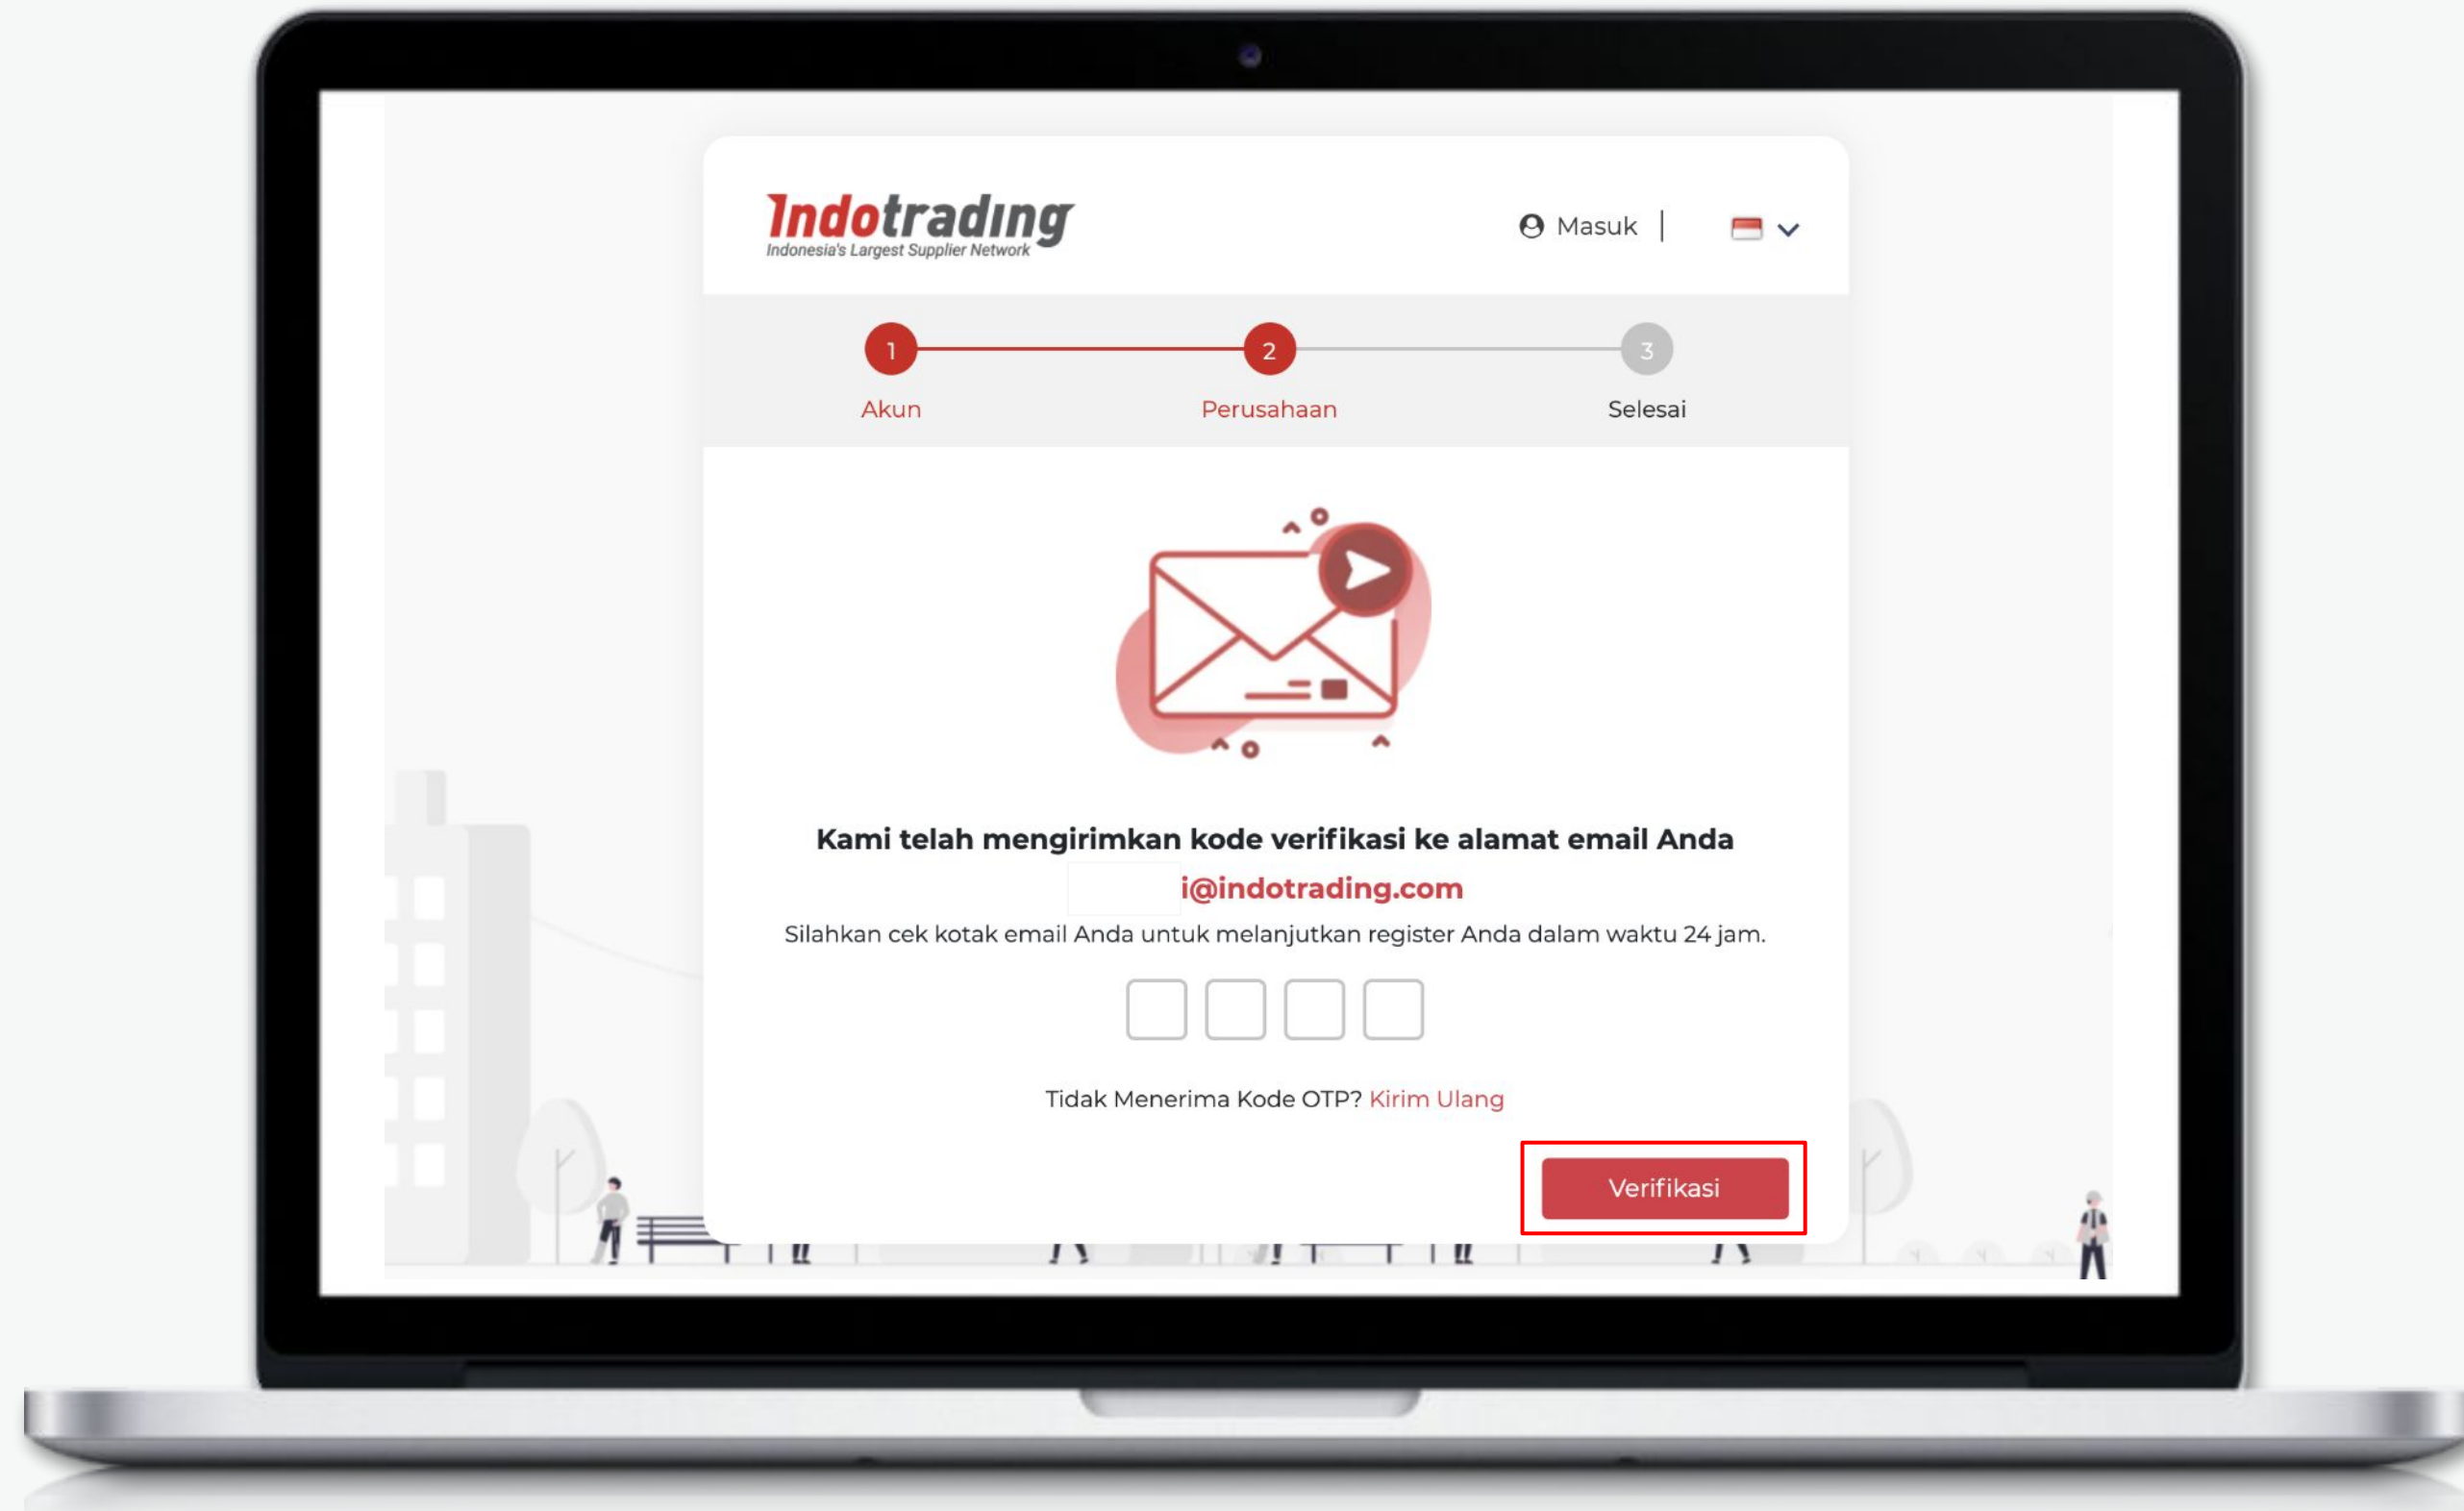 Indotrading
Indonesia's Largest Supplier Network
Masuk |
1
2
3
Akun
Perusahaan
Selesai
Kami telah mengirimkan kode verifikasi ke alamat email Anda
i@indotrading.com
Silahkan cek kotak email Anda untuk melanjutkan register Anda dalam waktu 24 jam.
Tidak Menerima Kode OTP? Kirim Ulang
Verifikasi